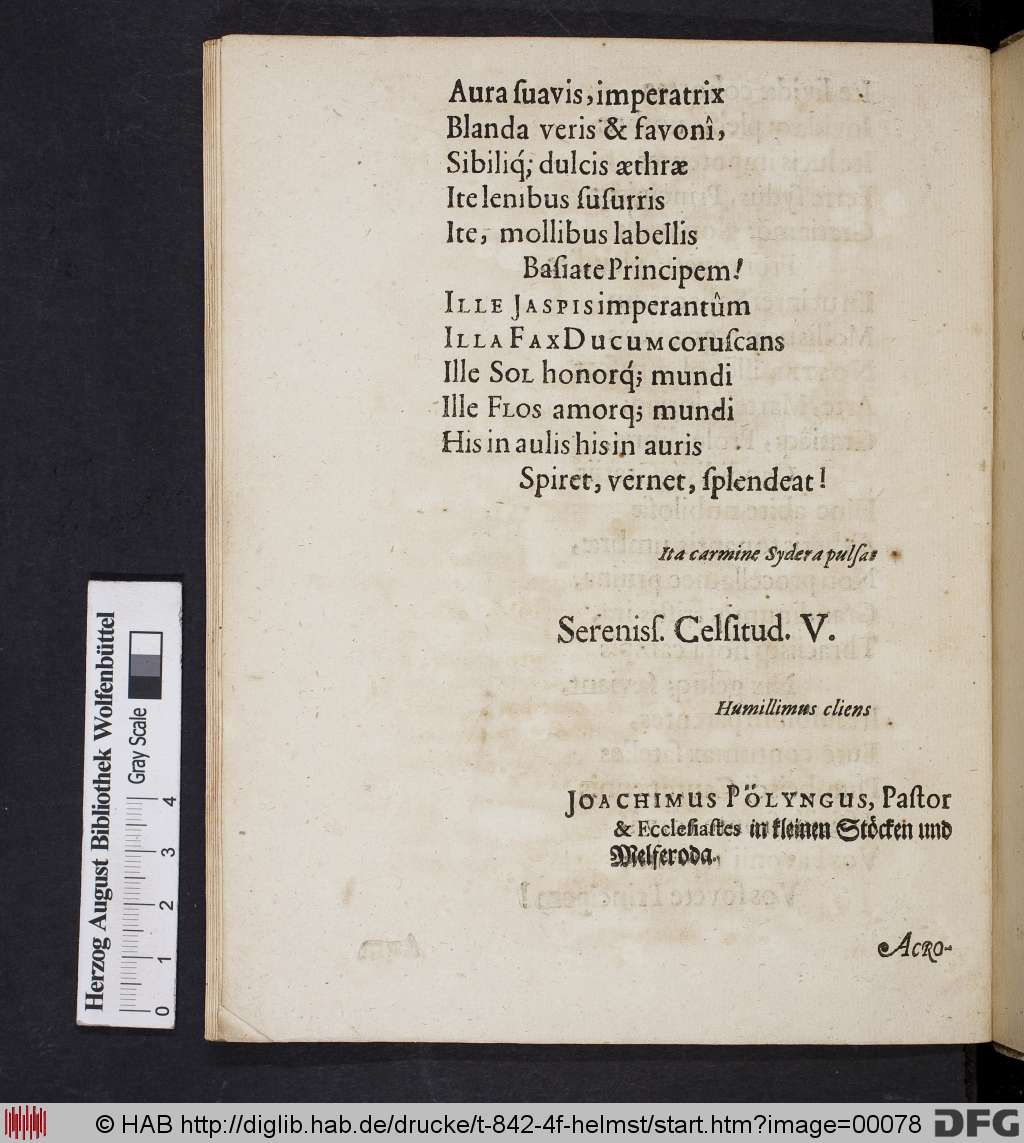 Aura ſuavis, imperatrix
Blanda veris & favonî,
Sibiliq́; dulcis æthræ
Ite lenibus ſuſurris
Ite, mollibus labellis
Baſiate Principem!
ILLE JASPIS imperantûm
ILLA FAX DUCUM coruſcans
Ille SOL honorq́; mundi
Ille FLOS amorq; mundi
His in aulis his in auris
Spiret, vernet, ſplendeat!
Ita carmine Sydera pulſat
Sereniſ. Celſitud. V.
Humillimus cliens
JOACHIMUS PÖLYNGUS, Paſtor
& Eccleſiaſtes in kleinen Stöcken und
Melſeroda.
ACRO-
Herzog August Bibliothek Wolfenbüttel
Gray Scale
0 1 2 3 4
© HAB http://diglib.hab.de/drucke/t-842-4f-helmst/start.htm?image=00078
DFG